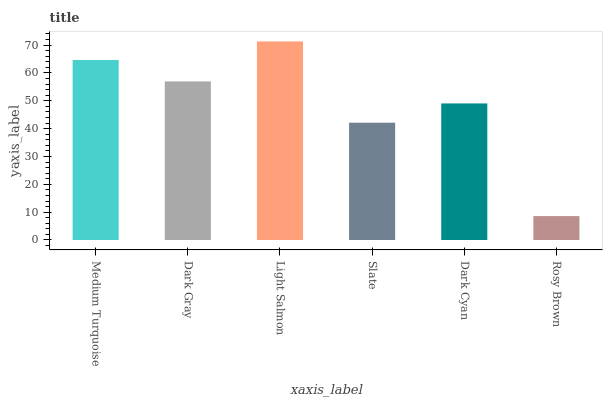 title
yaxis_label
70
60
50
40
30
20
10
0
Medium Turquoise
Dark Gray
Light Salmon
Slate
Dark Cyan
Rosy Brown
xaxis_label